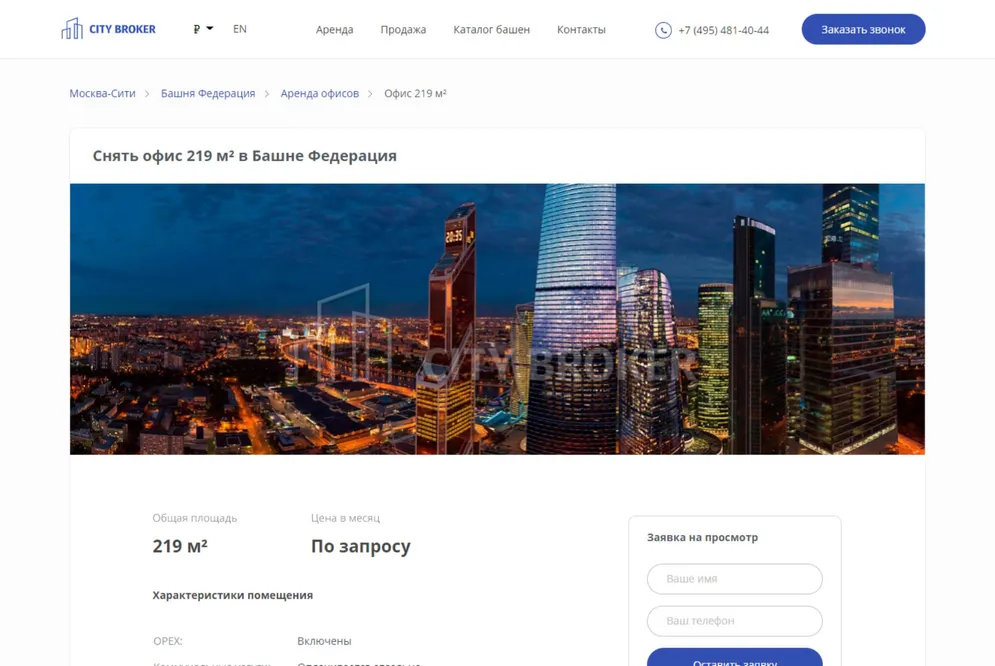 CITY BROKER
₽
EN
Аренда
Продажа
Каталог башен
Контакты
+7 (495) 481-40-44
Заказать звонок
Москва-Сити > Башня Федерация > Аренда офисов > Офис 219 м²
Снять офис 219 м² в Башне Федерация
20:35
CITY BROKER
Общая площадь
Цена в месяц
219 м²
По запросу
Заявка на просмотр
Ваше имя
Характеристики помещения
Ваш телефон
OPEX:
Включены
Оставить заявку